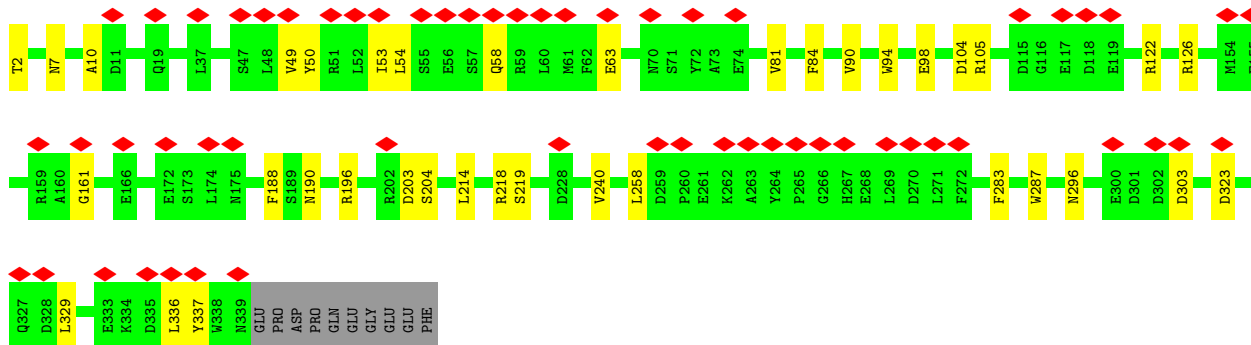 T2 N7 A10 D11 Q19 L37 S47 L48 V49 Y50 R51 L52 I53 L54 S55 E56 S57 Q58 R59 L60 M61 F62 E63 N70 S71 Y72 A73 E74 V81 F84 V90 W94 E98 D104 R105 D115 G116 E117 D118 E119 R122 R126 M154
R159 A160 G161 E166 E172 S173 L174 N175 F188 S189 N190 R196 R202 D203 S204 L214 R218 S219 D228 V240 L258 D259 P260 E261 K262 A263 Y264 P265 G266 H267 E268 L269 D270 L271 F272 F283 W287 N296 E300 D301 D302 D303 D323
Q327 D328 L329 E333 K334 D335 L336 Y337 W338 N339 GLU PRO ASP PRO GLN GLU GLY GLU GLU PHE